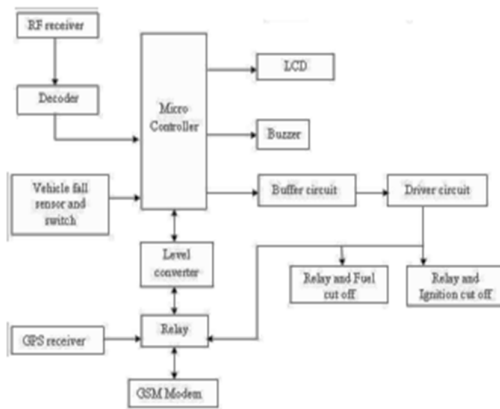 RF receiver
Decoder
Micro
Controller
LCD
Buzzer
Vehicle fall
sensor and
switch
Buffer circuit
Driver circuit
Level
converter
Relay and Fuel
cut off
Relay and
Ignition cut off
GPS receiver
Relay
GSM Modem